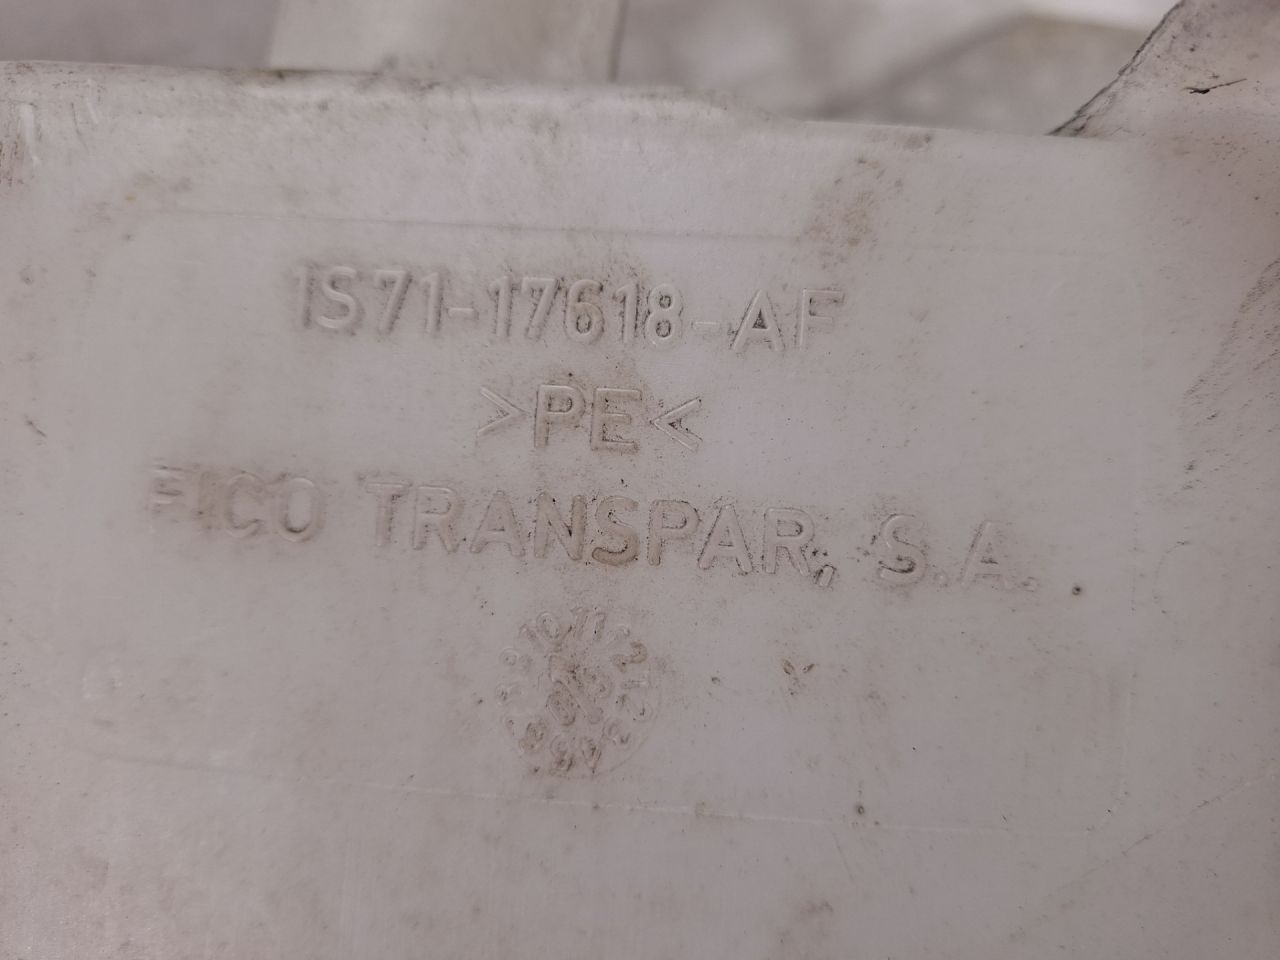 1S71-17618-AF
>PE<
FICO TRANSPAR, S.A.